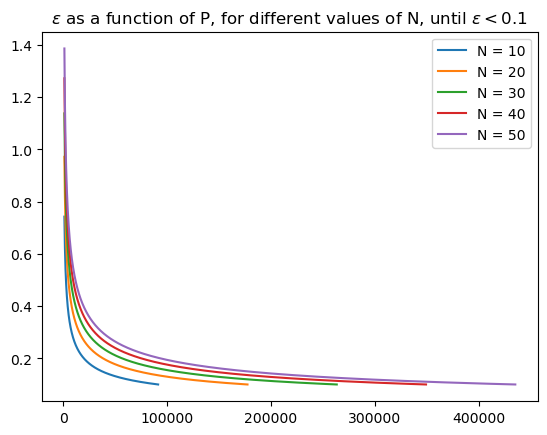 ε as a function of P, for different values of N, until ε < 0.1
1.4
1.2
1.0
0.8
0.6
0.4
0.2
0 100000 200000 300000 400000
N = 10
N = 20
N = 30
N = 40
N = 50